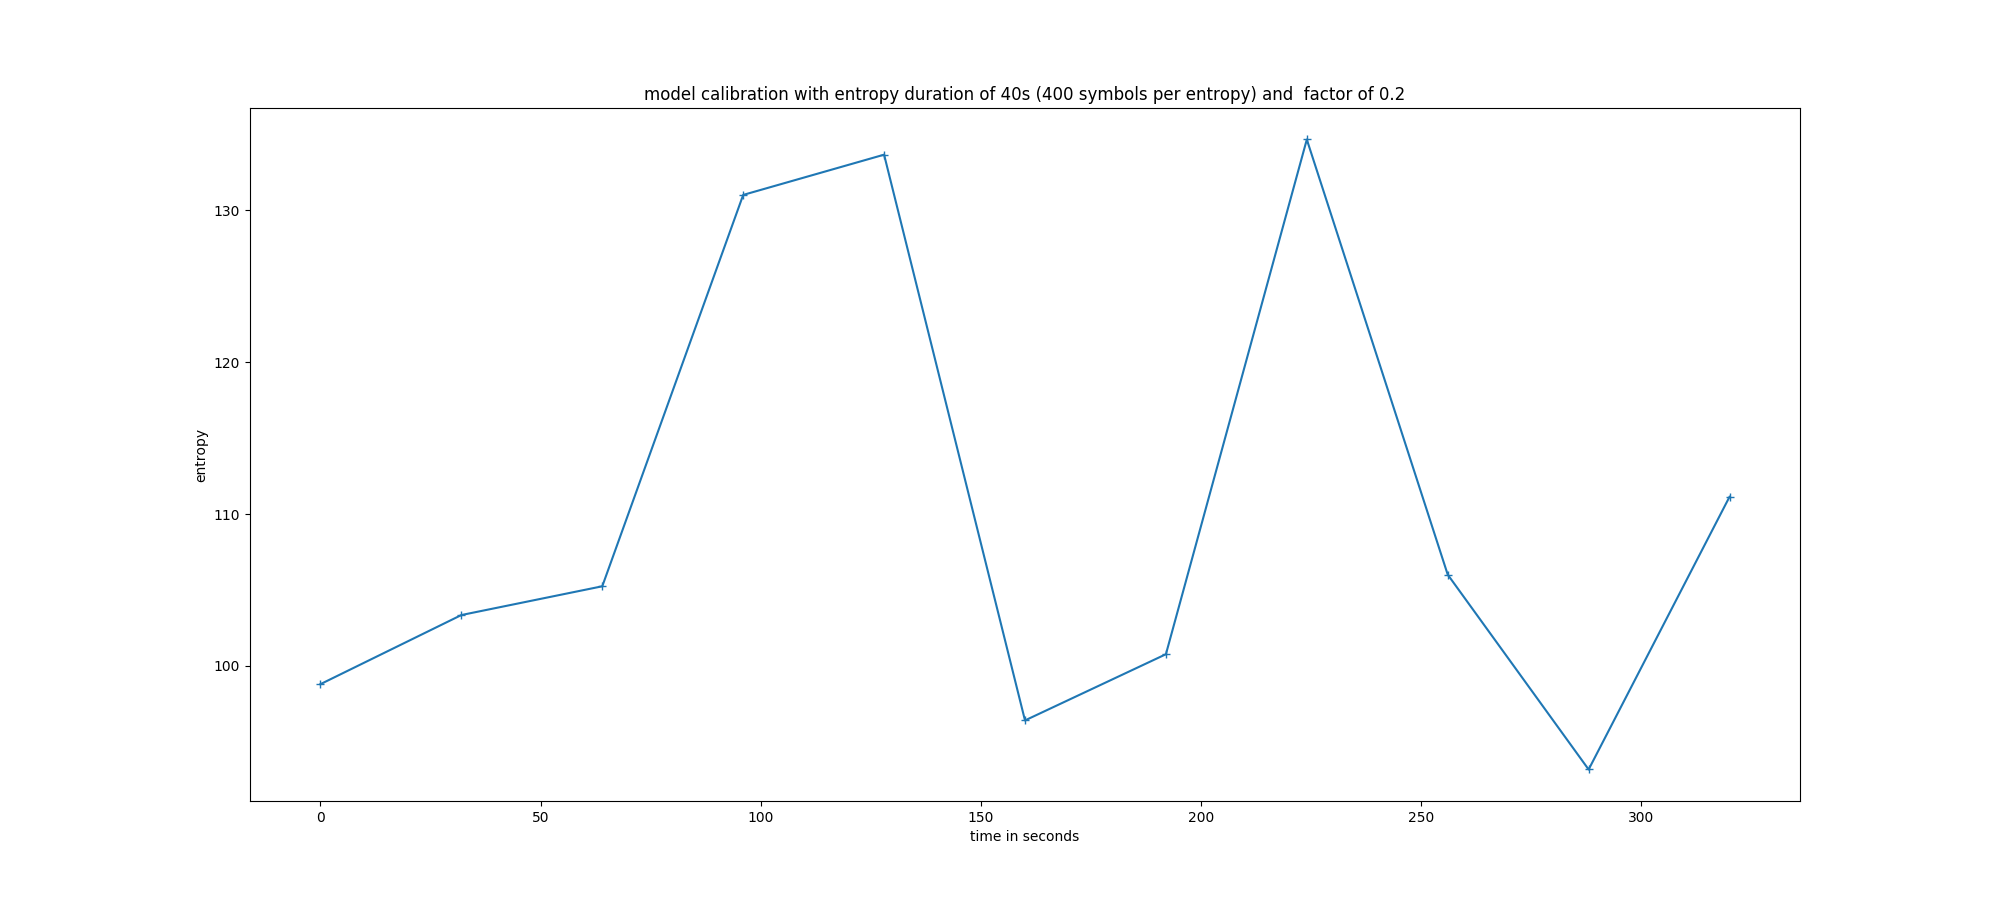 model calibration with entropy duration of 40s (400 symbols per entropy) and  factor of 0.2
130
120
110
100
entropy
0 50 100 150 200 250 300
time in seconds